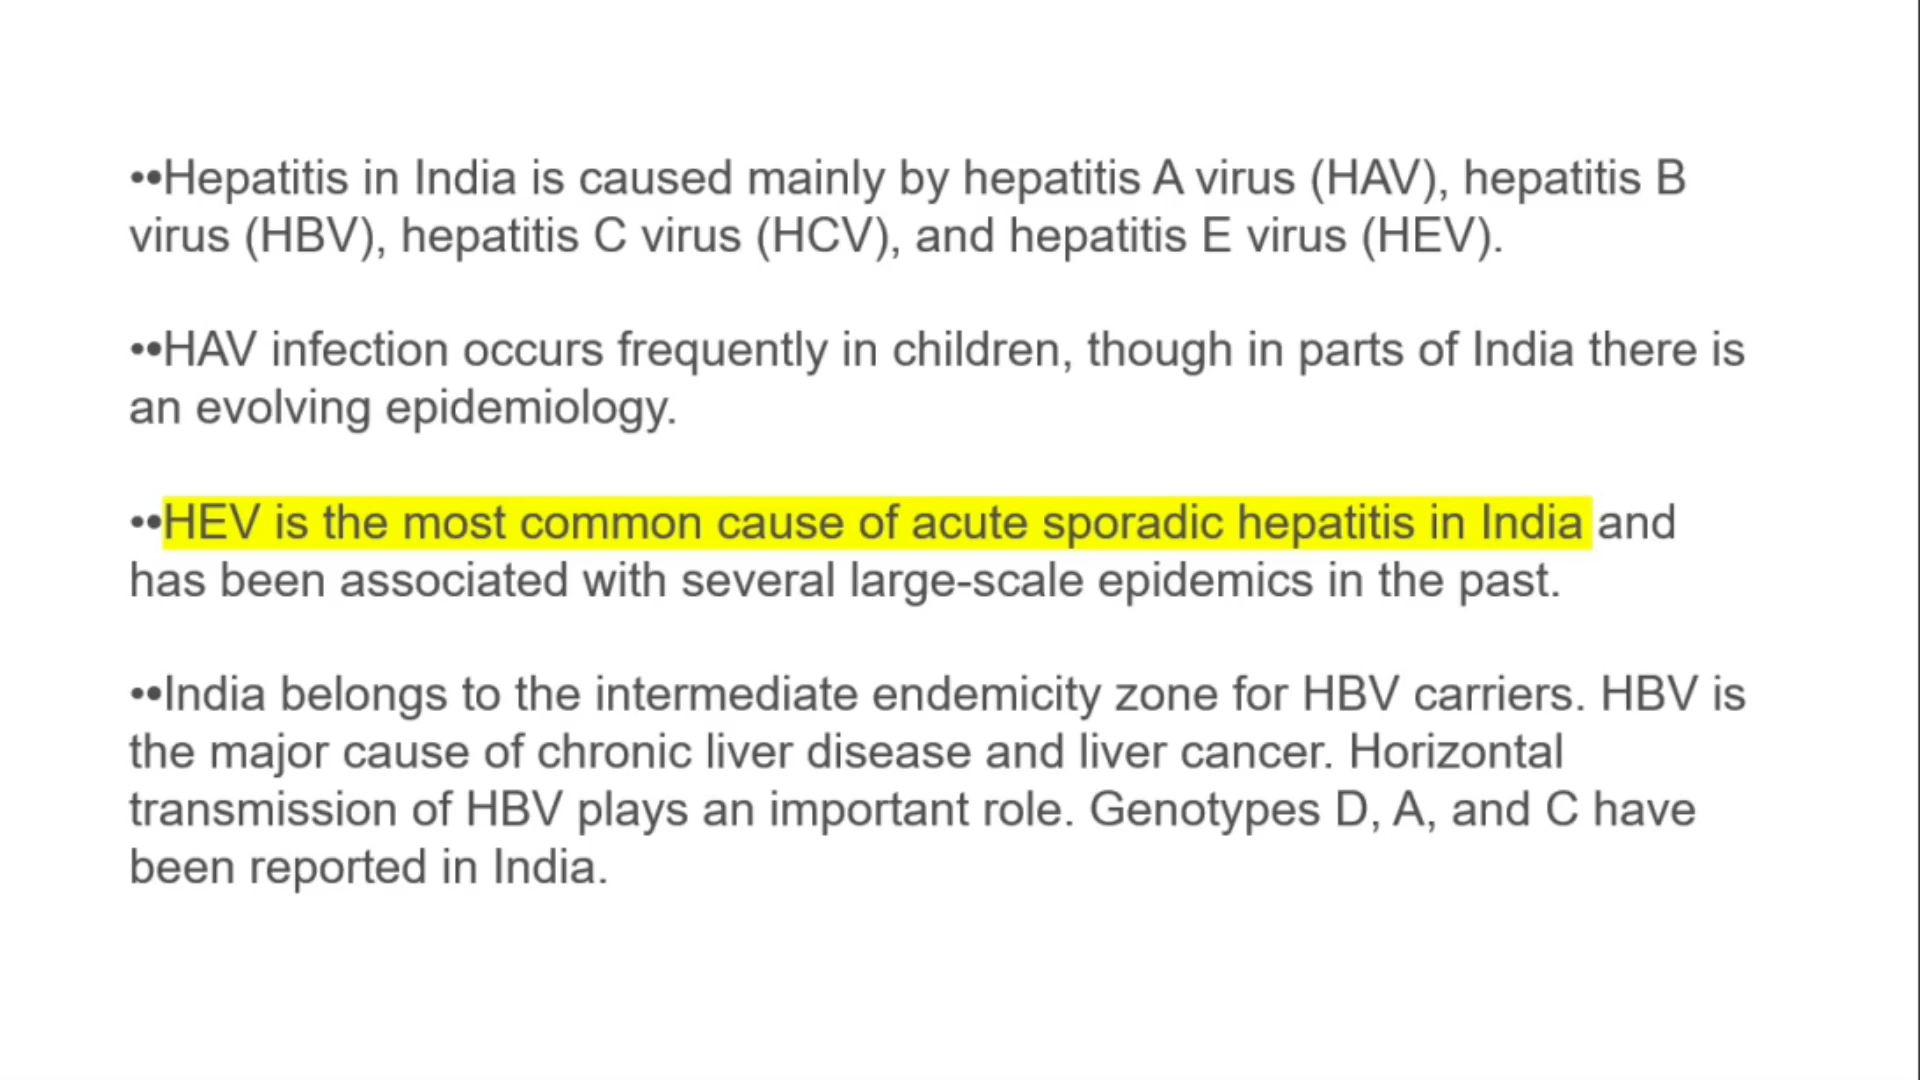 ••Hepatitis in India is caused mainly by hepatitis A virus (HAV), hepatitis B
virus (HBV), hepatitis C virus (HCV), and hepatitis E virus (HEV).
••HAV infection occurs frequently in children, though in parts of India there is
an evolving epidemiology.
••HEV is the most common cause of acute sporadic hepatitis in India and
has been associated with several large-scale epidemics in the past.
••India belongs to the intermediate endemicity zone for HBV carriers. HBV is
the major cause of chronic liver disease and liver cancer. Horizontal
transmission of HBV plays an important role. Genotypes D, A, and C have
been reported in India.